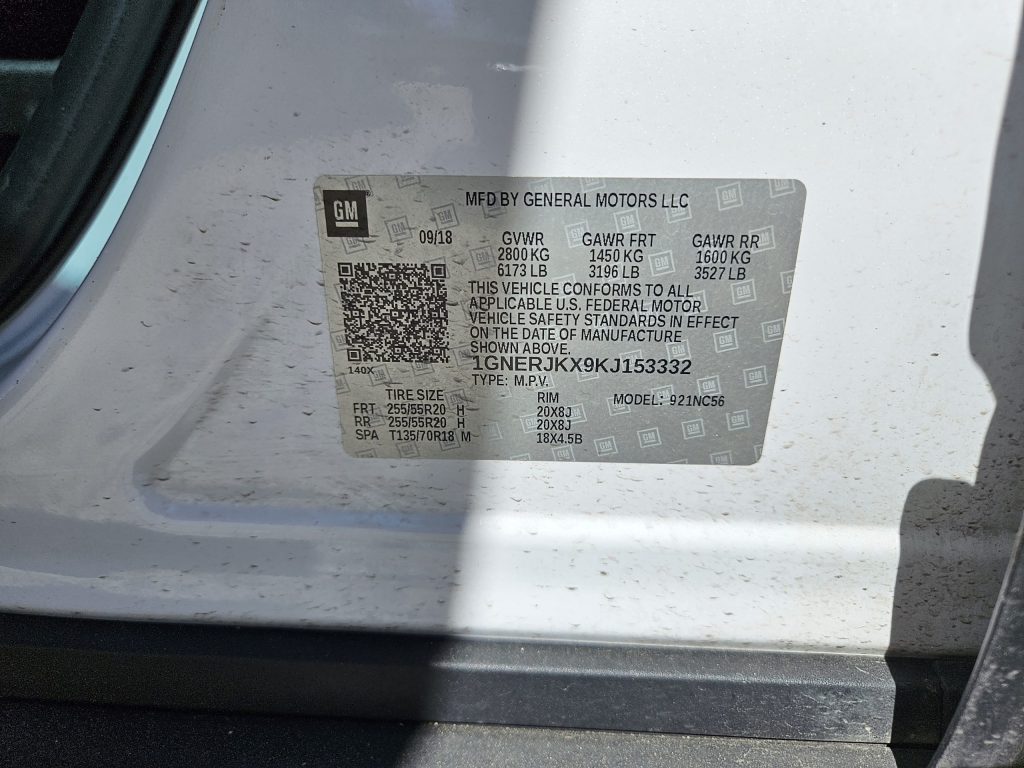 GM
MFD BY GENERAL MOTORS LLC
09/18 GVWR GAWR FRT GAWR RR
2800 KG 1450 KG 1600 KG
6173 LB 3196 LB 3527 LB
THIS VEHICLE CONFORMS TO ALL
APPLICABLE U.S. FEDERAL MOTOR
VEHICLE SAFETY STANDARDS IN EFFECT
ON THE DATE OF MANUFACTURE
SHOWN ABOVE.
1GNERJKX9KJ153332
140X
TYPE: M.P.V.
TIRE SIZE RIM MODEL: 921NC56
FRT 255/55R20 H 20X8J
RR 255/55R20 H 20X8J
SPA T135/70R18 M 18X4.5B